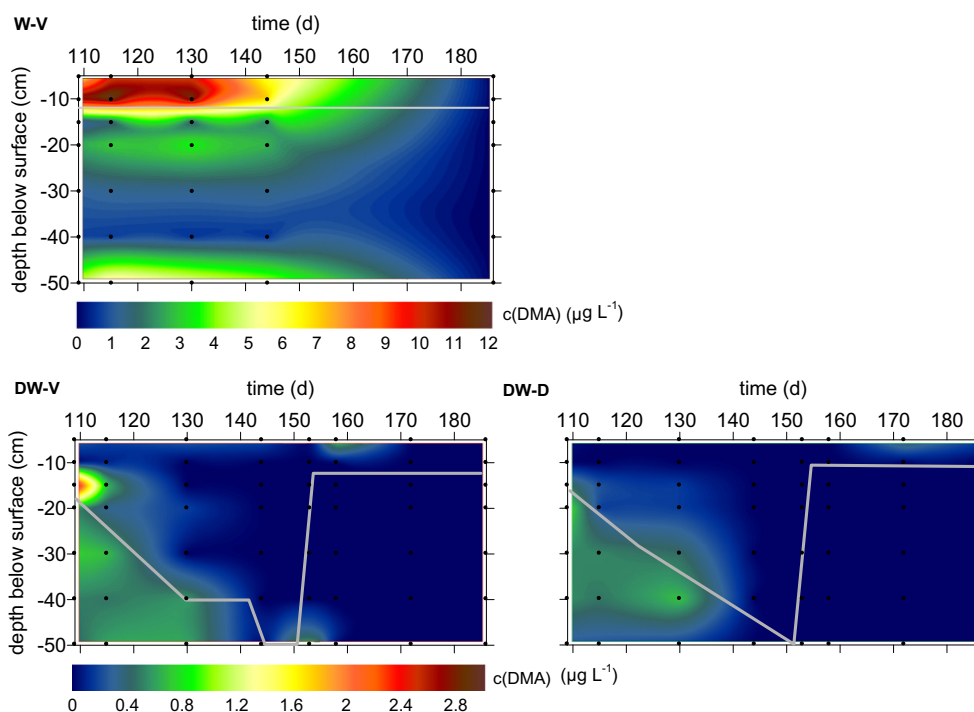 W-V time (d)
110 120 130 140 150 160 170 180
depth below surface (cm)
-10
-20
-30
-40
-50
0 1 2 3 4 5 6 7 8 9 10 11 12
c(DMA) (µg L-1)
DW-V time (d)
110 120 130 140 150 160 170 180
depth below surface (cm)
-10
-20
-30
-40
-50
DW-D time (d)
110 120 130 140 150 160 170 180
0 0.4 0.8 1.2 1.6 2 2.4 2.8
c(DMA) (µg L-1)